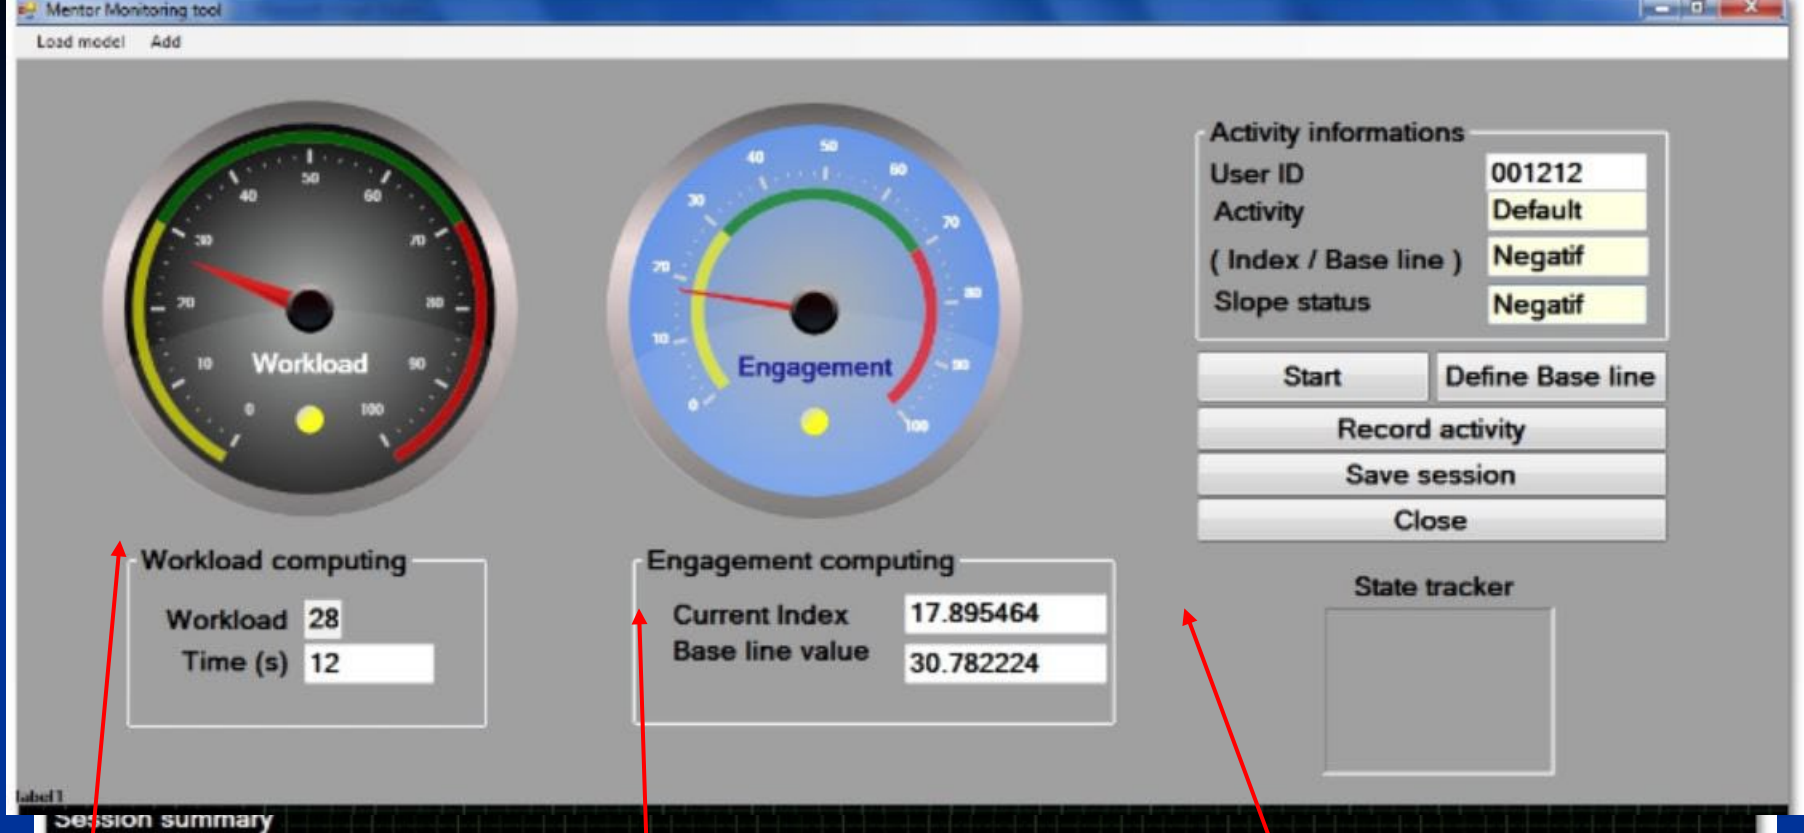 Mentor Monitoring tool
Load model Add
50
40 60
30 70
20 80
10 90
0 100
Workload
50
40 60
30 70
20 80
10 90
0 100
Engagement
Activity informations
User ID 001212
Activity Default
( Index / Base line ) Negatif
Slope status Negatif
Start Define Base line
Record activity
Save session
Close
Workload computing
Workload 28
Time (s) 12
Engagement computing
Current Index 17.895464
Base line value 30.782224
State tracker
label1
Session summary